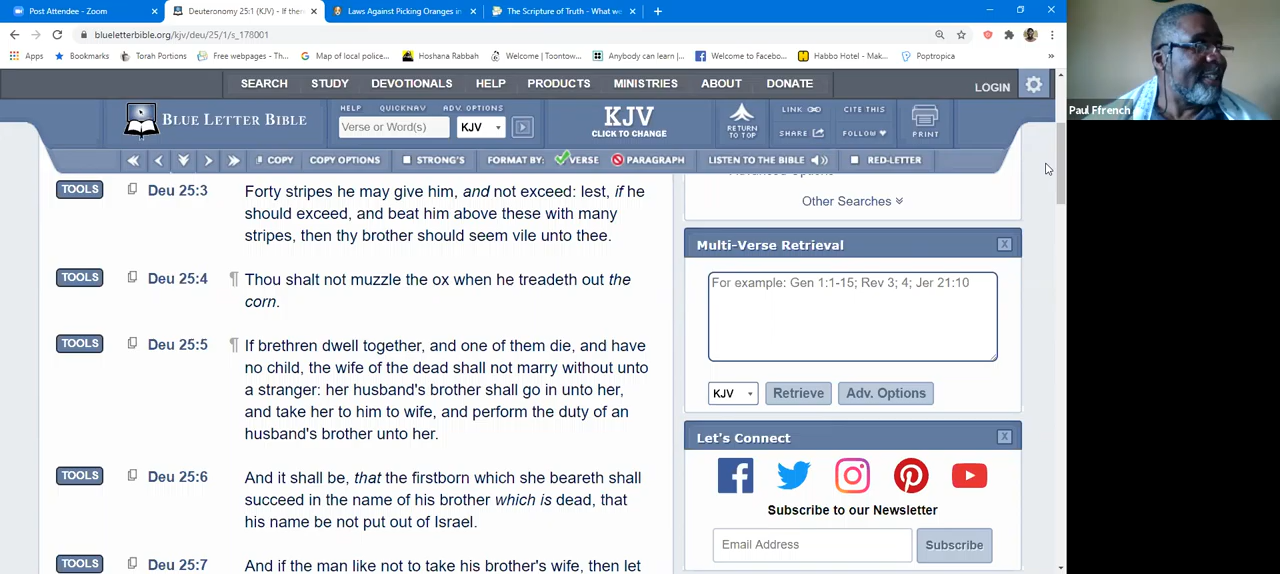 Post Attendee - Zoom
Deuteronomy 25:1 (KJV) - If ther
Laws Against Picking Oranges in
The Scripture of Truth - What we
blueletterbible.org/kjv/deu/25/1/s_178001
Apps
Bookmarks
Torah Portions
Free webpages - Th...
Map of local police...
Hoshana Rabbah
Welcome | Toontow...
Anybody can learn |...
Welcome to Facebo...
Habbo Hotel - Mak...
Poptropica
SEARCH
STUDY
DEVOTIONALS
HELP
PRODUCTS
MINISTRIES
ABOUT
DONATE
LOGIN
BLUE LETTER BIBLE
HELP
QUICKNAV
ADV. OPTIONS
Verse or Word(s)
KJV
KJV
CLICK TO CHANGE
RETURN
TO TOP
LINK
CITE THIS
SHARE
FOLLOW
PRINT
COPY
COPY OPTIONS
STRONG'S
FORMAT BY:
VERSE
PARAGRAPH
LISTEN TO THE BIBLE
RED-LETTER
TOOLS
Deu 25:3
Forty stripes he may give him, and not exceed: lest, if he
should exceed, and beat him above these with many
stripes, then thy brother should seem vile unto thee.
TOOLS
Deu 25:4
¶ Thou shalt not muzzle the ox when he treadeth out the
corn.
TOOLS
Deu 25:5
¶ If brethren dwell together, and one of them die, and have
no child, the wife of the dead shall not marry without unto
a stranger: her husband's brother shall go in unto her,
and take her to him to wife, and perform the duty of an
husband's brother unto her.
TOOLS
Deu 25:6
And it shall be, that the firstborn which she beareth shall
succeed in the name of his brother which is dead, that
his name be not put out of Israel.
TOOLS
Deu 25:7
And if the man like not to take his brother's wife, then let
Other Searches
Multi-Verse Retrieval
For example: Gen 1:1-15; Rev 3; 4; Jer 21:10
KJV
Retrieve
Adv. Options
Let's Connect
Subscribe to our Newsletter
Email Address
Subscribe
Paul Ffrench